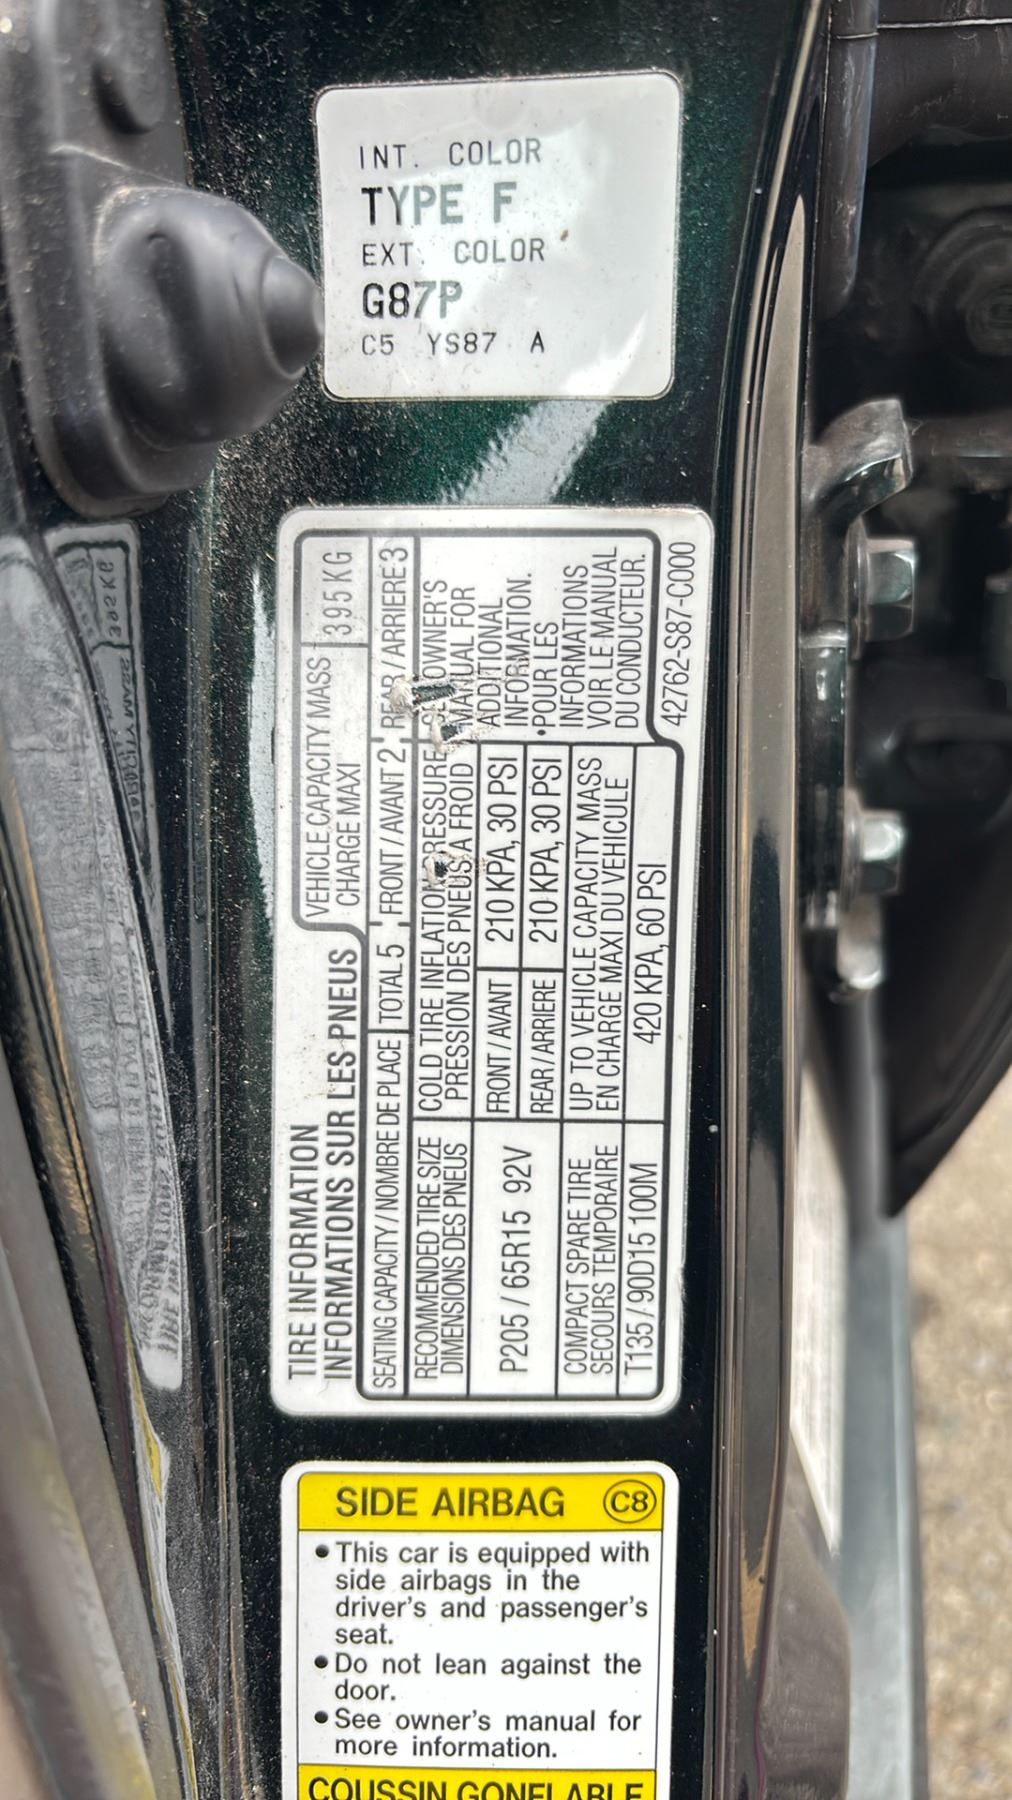 INT. COLOR
TYPE F
EXT. COLOR
G87P
C5 YS87 A
TIRE INFORMATION
INFORMATIONS SUR LES PNEUS
VEHICLE CAPACITY MASS
CHARGE MAXI
395KG
SEATING CAPACITY / NOMBRE DE PLACE
TOTAL 5
FRONT / AVANT 2
REAR / ARRIERE 3
RECOMMENDED TIRE SIZE
DIMENSIONS DES PNEUS
COLD TIRE INFLATION PRESSURE
PRESSION DES PNEUS A FROID
P205 / 65R15 92V
FRONT / AVANT
210 KPA, 30 PSI
REAR / ARRIERE
210 KPA, 30 PSI
COMPACT SPARE TIRE
SECOURS TEMPORAIRE
UP TO VEHICLE CAPACITY MASS
EN CHARGE MAXI DU VEHICULE
T135 / 90D15 100M
420 KPA, 60 PSI
OWNER'S
MANUAL FOR
ADDITIONAL
INFORMATION.
•POUR LES
INFORMATIONS
VOIR LE MANUAL
DU CONDUCTEUR.
42762-S87-C000
SIDE AIRBAG C8
• This car is equipped with
side airbags in the
driver's and passenger's
seat.
• Do not lean against the
door.
• See owner's manual for
more information.
COUSSIN GONFLABLE